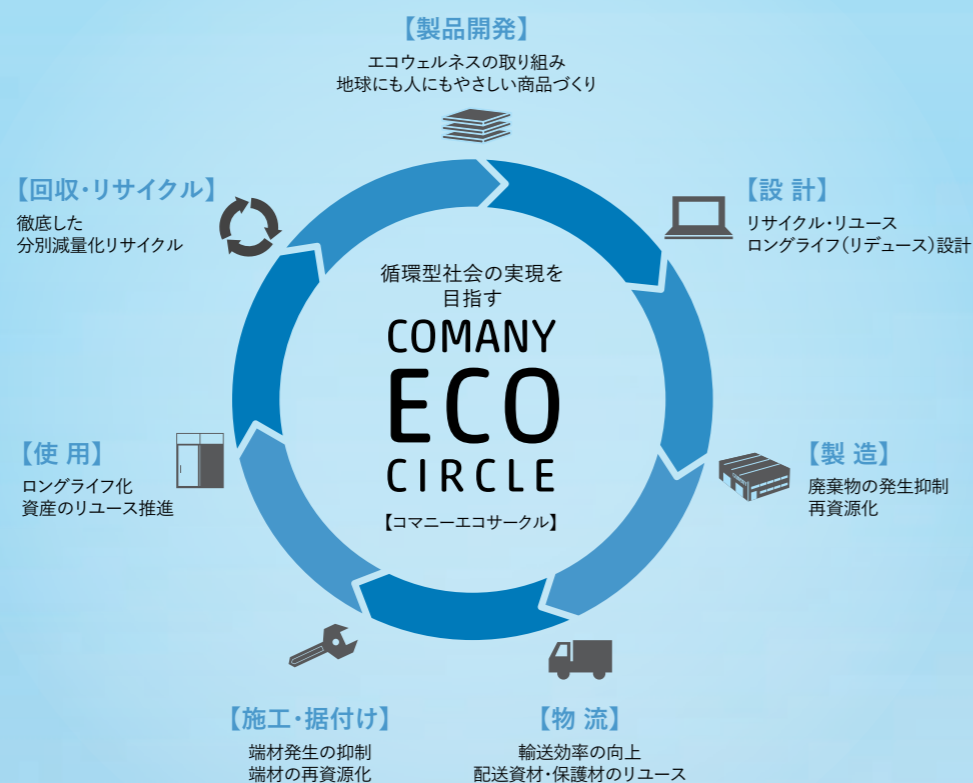 【製品開発】
エコウェルネスの取り組み
地球にも人にもやさしい商品づくり
【設 計】
リサイクル・リユース
ロングライフ(リデュース)設計
【製 造】
廃棄物の発生抑制
再資源化
【物 流】
輸送効率の向上
配送資材・保護材のリユース
【施工・据付け】
端材発生の抑制
端材の再資源化
【使 用】
ロングライフ化
資産のリユース推進
【回収・リサイクル】
徹底した
分別減量化リサイクル
循環型社会の実現を
目指す
COMANY
ECO
CIRCLE
【コマニーエコサークル】